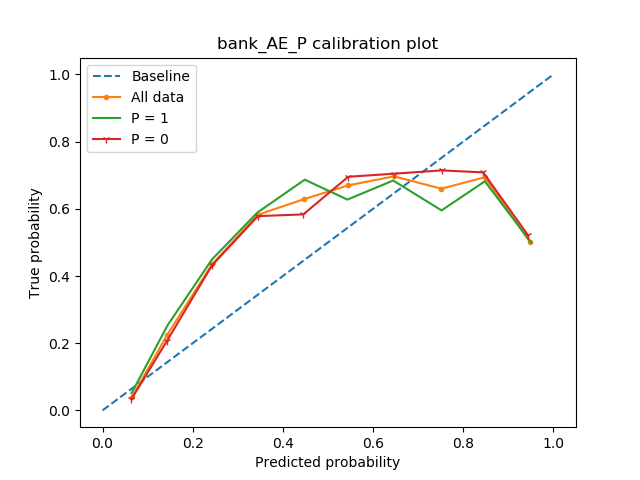 bank_AE_P calibration plot
Baseline
All data
P = 1
P = 0
True probability
1.0
0.8
0.6
0.4
0.2
0.0
0.0 0.2 0.4 0.6 0.8 1.0
Predicted probability